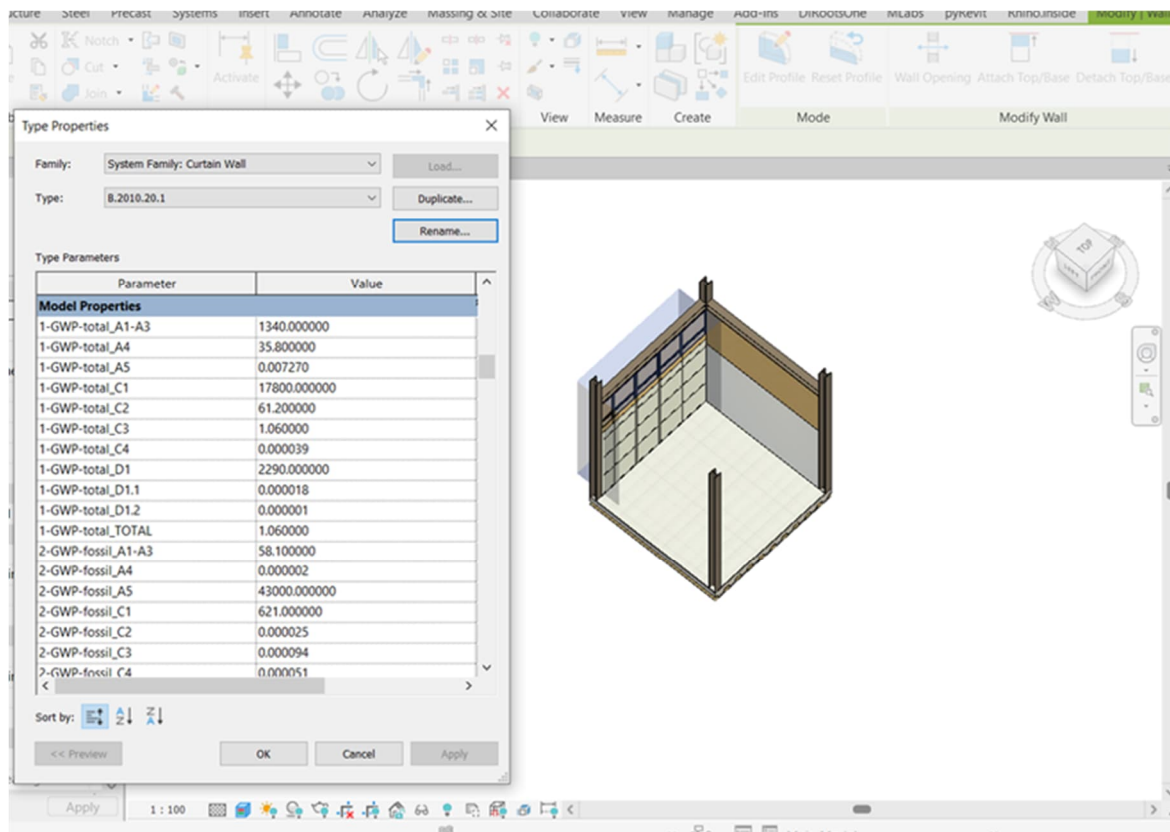 Steel Precast Systems Insert Annotate Analyze Massing & Site Collaborate View Manage Add-Ins DiRootsOne MLabs pyRevit Rhino.Inside Modify | Wa
Notch
Cut
Join
Activate
Edit Profile Reset Profile Wall Opening Attach Top/Base Detach Top/Base
View Measure Create Mode Modify Wall
Type Properties
Family: System Family: Curtain Wall Load...
Type: B.2010.20.1 Duplicate...
Rename...
Type Parameters
Parameter Value
Model Properties
1-GWP-total_A1-A3 1340.000000
1-GWP-total_A4 35.800000
1-GWP-total_A5 0.007270
1-GWP-total_C1 17800.000000
1-GWP-total_C2 61.200000
1-GWP-total_C3 1.060000
1-GWP-total_C4 0.000039
1-GWP-total_D1 2290.000000
1-GWP-total_D1.1 0.000018
1-GWP-total_D1.2 0.000001
1-GWP-total_TOTAL 1.060000
2-GWP-fossil_A1-A3 58.100000
2-GWP-fossil_A4 0.000002
2-GWP-fossil_A5 43000.000000
2-GWP-fossil_C1 621.000000
2-GWP-fossil_C2 0.000025
2-GWP-fossil_C3 0.000094
2-GWP-fossil_C4 0.000051
Sort by:
<< Preview OK Cancel Apply
Apply 1 : 100
TOP
LEFT FRONT